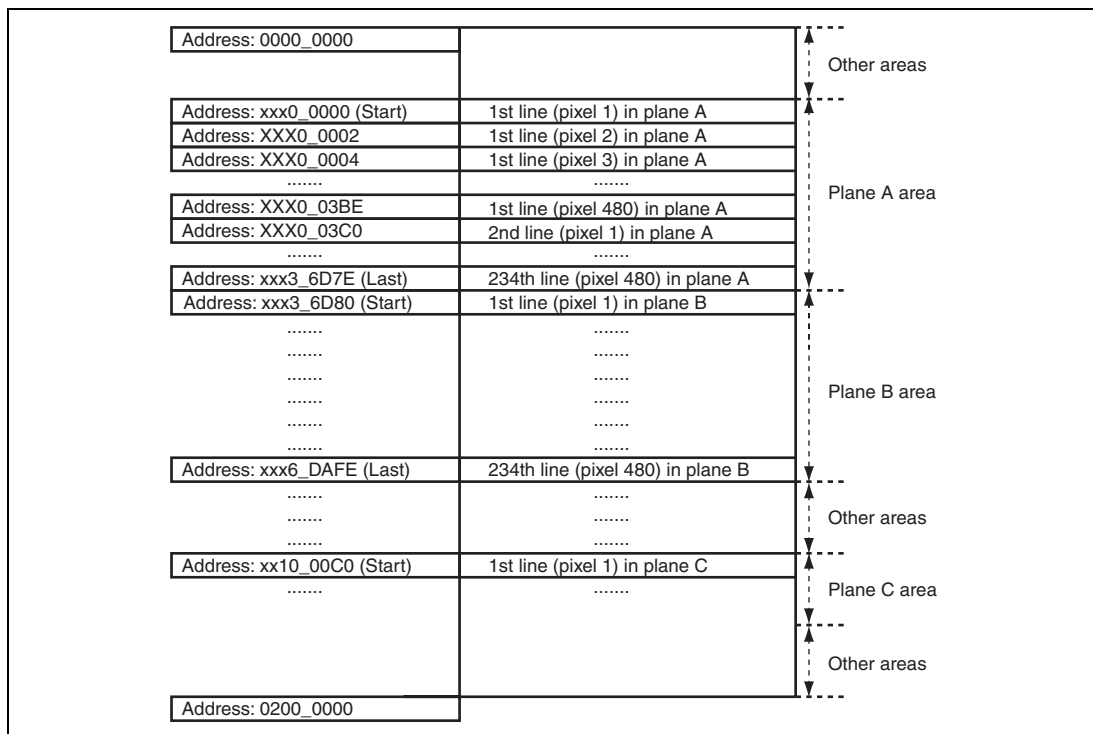 Address: 0000_0000
Other areas
Address: xxx0_0000 (Start) 1st line (pixel 1) in plane A
Address: XXX0_0002 1st line (pixel 2) in plane A
Address: XXX0_0004 1st line (pixel 3) in plane A
....... .......
Plane A area
Address: XXX0_03BE 1st line (pixel 480) in plane A
Address: XXX0_03C0 2nd line (pixel 1) in plane A
....... .......
Address: xxx3_6D7E (Last) 234th line (pixel 480) in plane A
Address: xxx3_6D80 (Start) 1st line (pixel 1) in plane B
....... .......
....... .......
....... .......
Plane B area
....... .......
....... .......
....... .......
Address: xxx6_DAFE (Last) 234th line (pixel 480) in plane B
....... .......
....... .......
Other areas
....... .......
Address: xx10_00C0 (Start) 1st line (pixel 1) in plane C
....... .......
Plane C area
Other areas
Address: 0200_0000